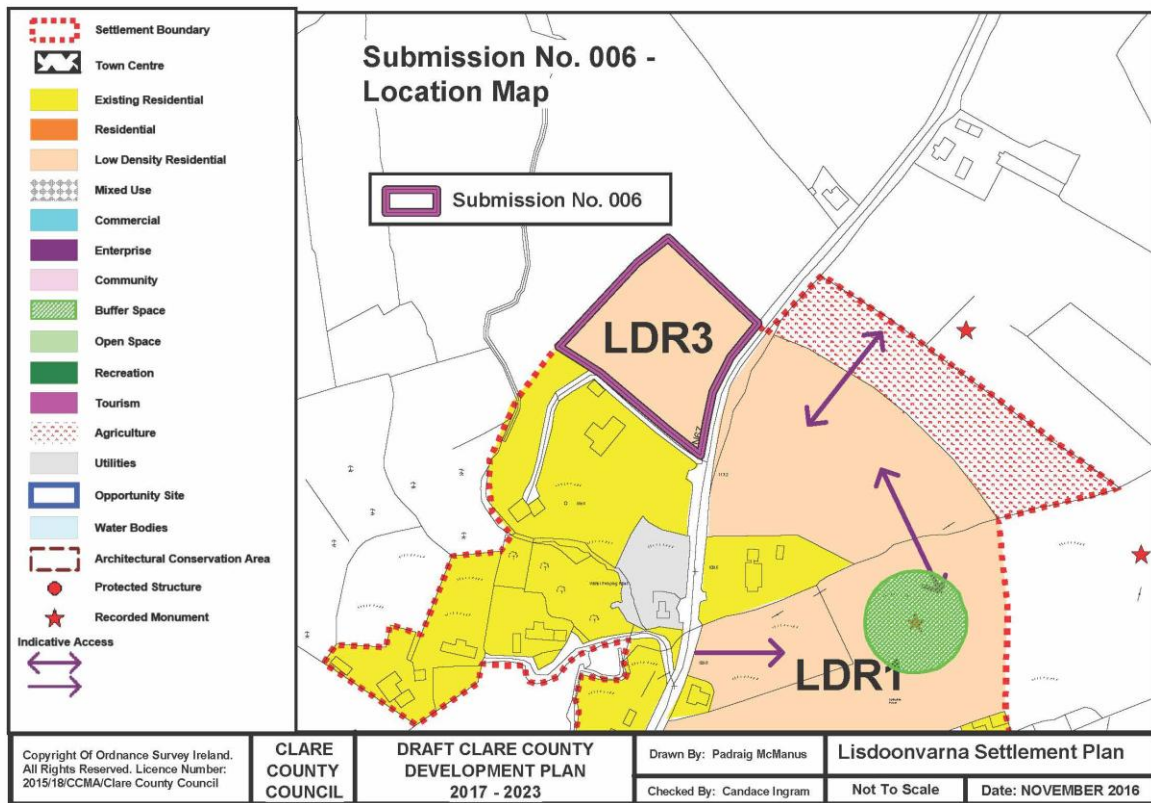 Settlement Boundary
Town Centre
Existing Residential
Residential
Low Density Residential
Mixed Use
Commercial
Enterprise
Community
Buffer Space
Open Space
Recreation
Tourism
Agriculture
Utilities
Opportunity Site
Water Bodies
Architectural Conservation Area
Protected Structure
Recorded Monument
Indicative Access
Submission No. 006 -
Location Map
Submission No. 006
LDR3
N67
LDR1
Copyright Of Ordnance Survey Ireland.
All Rights Reserved. Licence Number:
2015/18/CCMA/Clare County Council
CLARE
COUNTY
COUNCIL
DRAFT CLARE COUNTY
DEVELOPMENT PLAN
2017 - 2023
Drawn By: Padraig McManus
Checked By: Candace Ingram
Lisdoonvarna Settlement Plan
Not To Scale
Date: NOVEMBER 2016